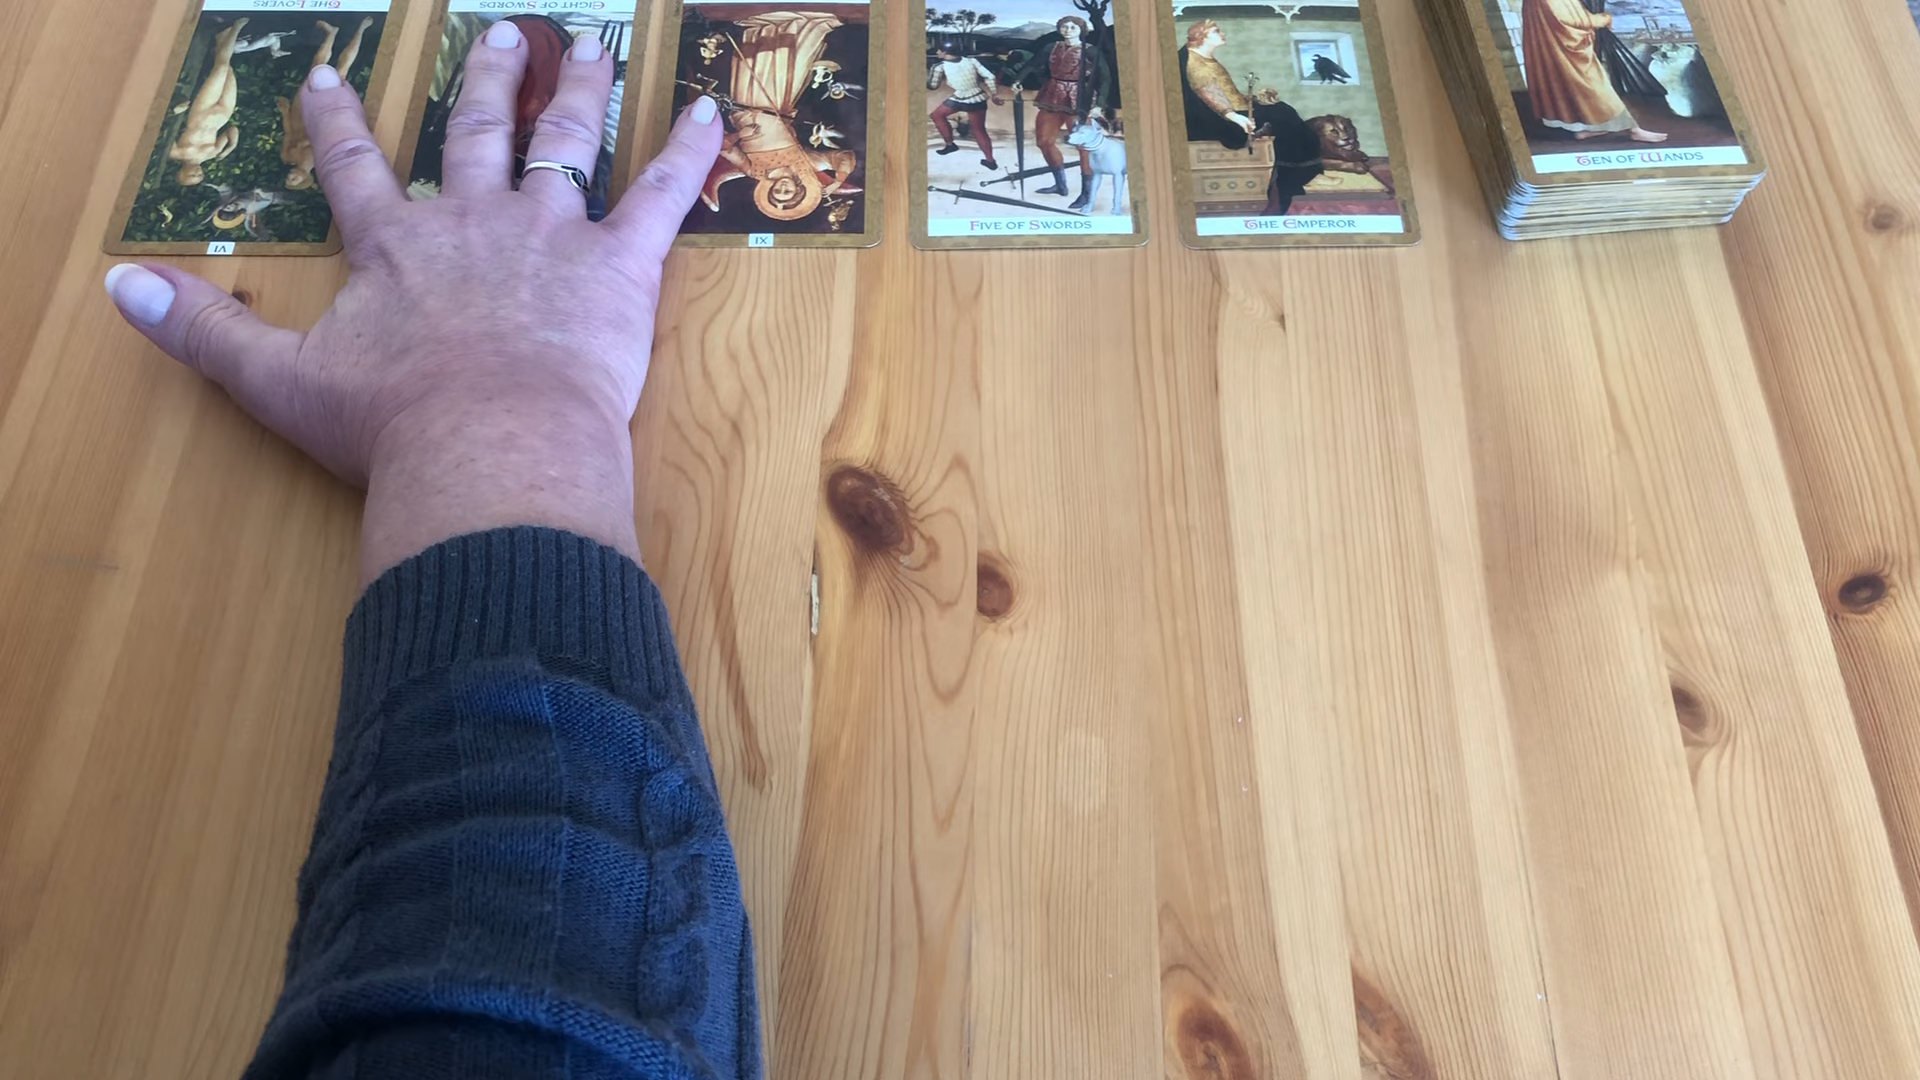 THE LOVERS
EIGHT OF SWORDS
VI
IX
FIVE OF SWORDS
THE EMPEROR
TEN OF WANDS